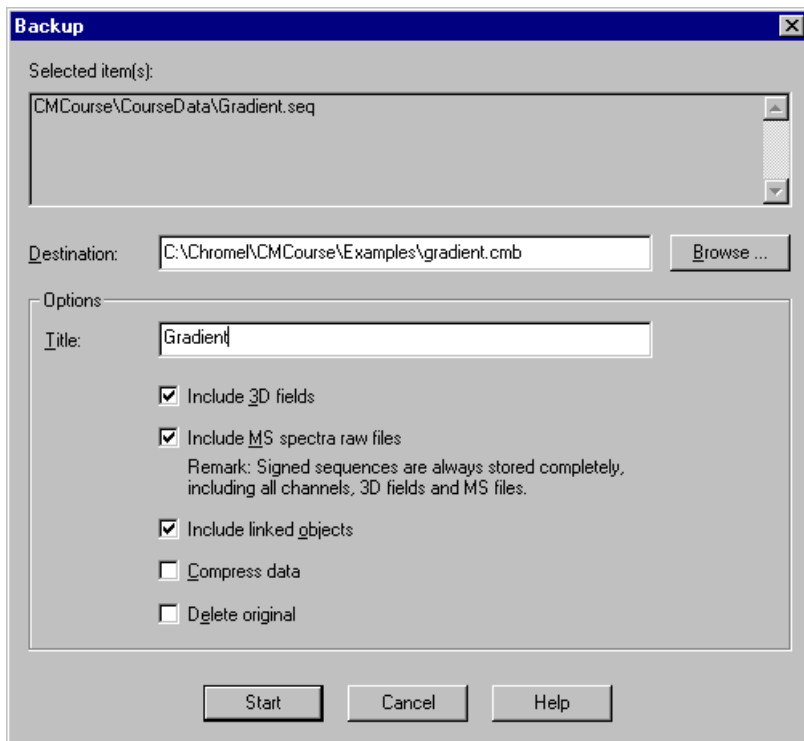 Backup
Selected item(s):
CMCourse\CourseData\Gradient.seq
Destination:
C:\Chromel\CMCourse\Examples\gradient.cmb
Browse ...
Options
Title:
Gradient
Include 3D fields
Include MS spectra raw files
Remark: Signed sequences are always stored completely,
including all channels, 3D fields and MS files.
Include linked objects
Compress data
Delete original
Start
Cancel
Help